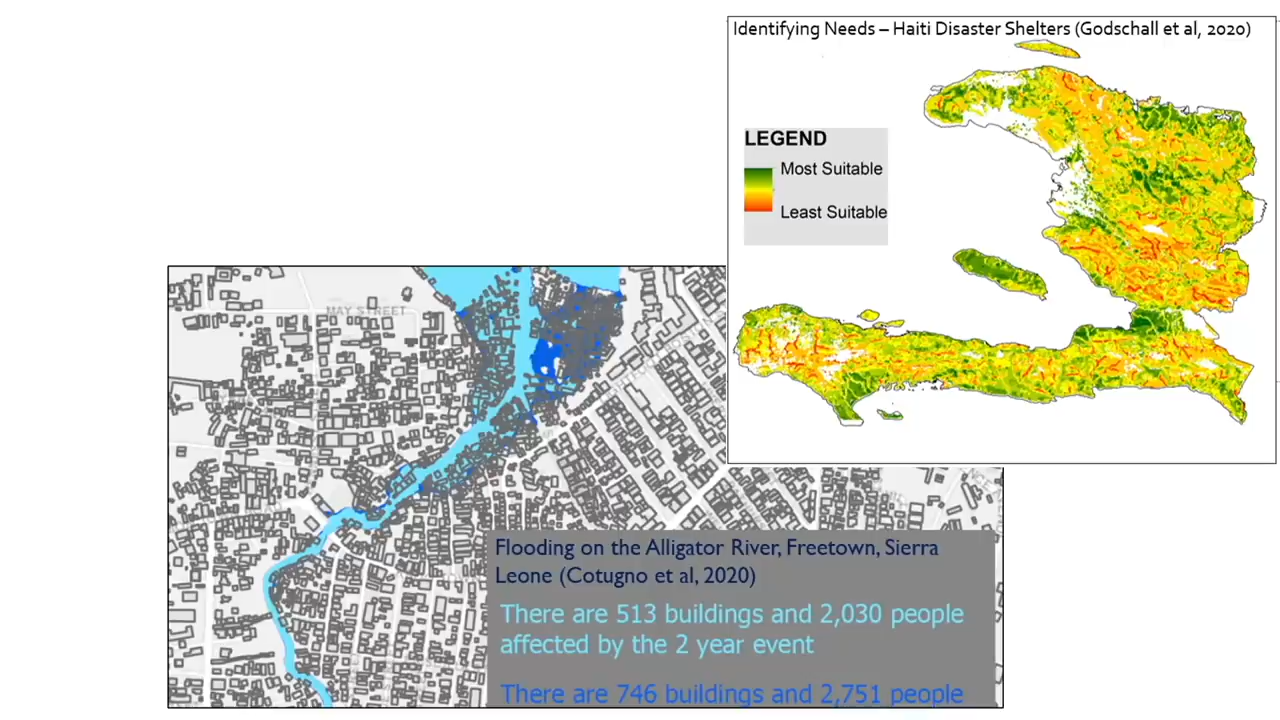 Identifying Needs – Haiti Disaster Shelters (Godschall et al, 2020)
LEGEND
Most Suitable
Least Suitable
MAY STREET
Flooding on the Alligator River, Freetown, Sierra
Leone (Cotugno et al, 2020)
There are 513 buildings and 2,030 people
affected by the 2 year event
There are 746 buildings and 2,751 people